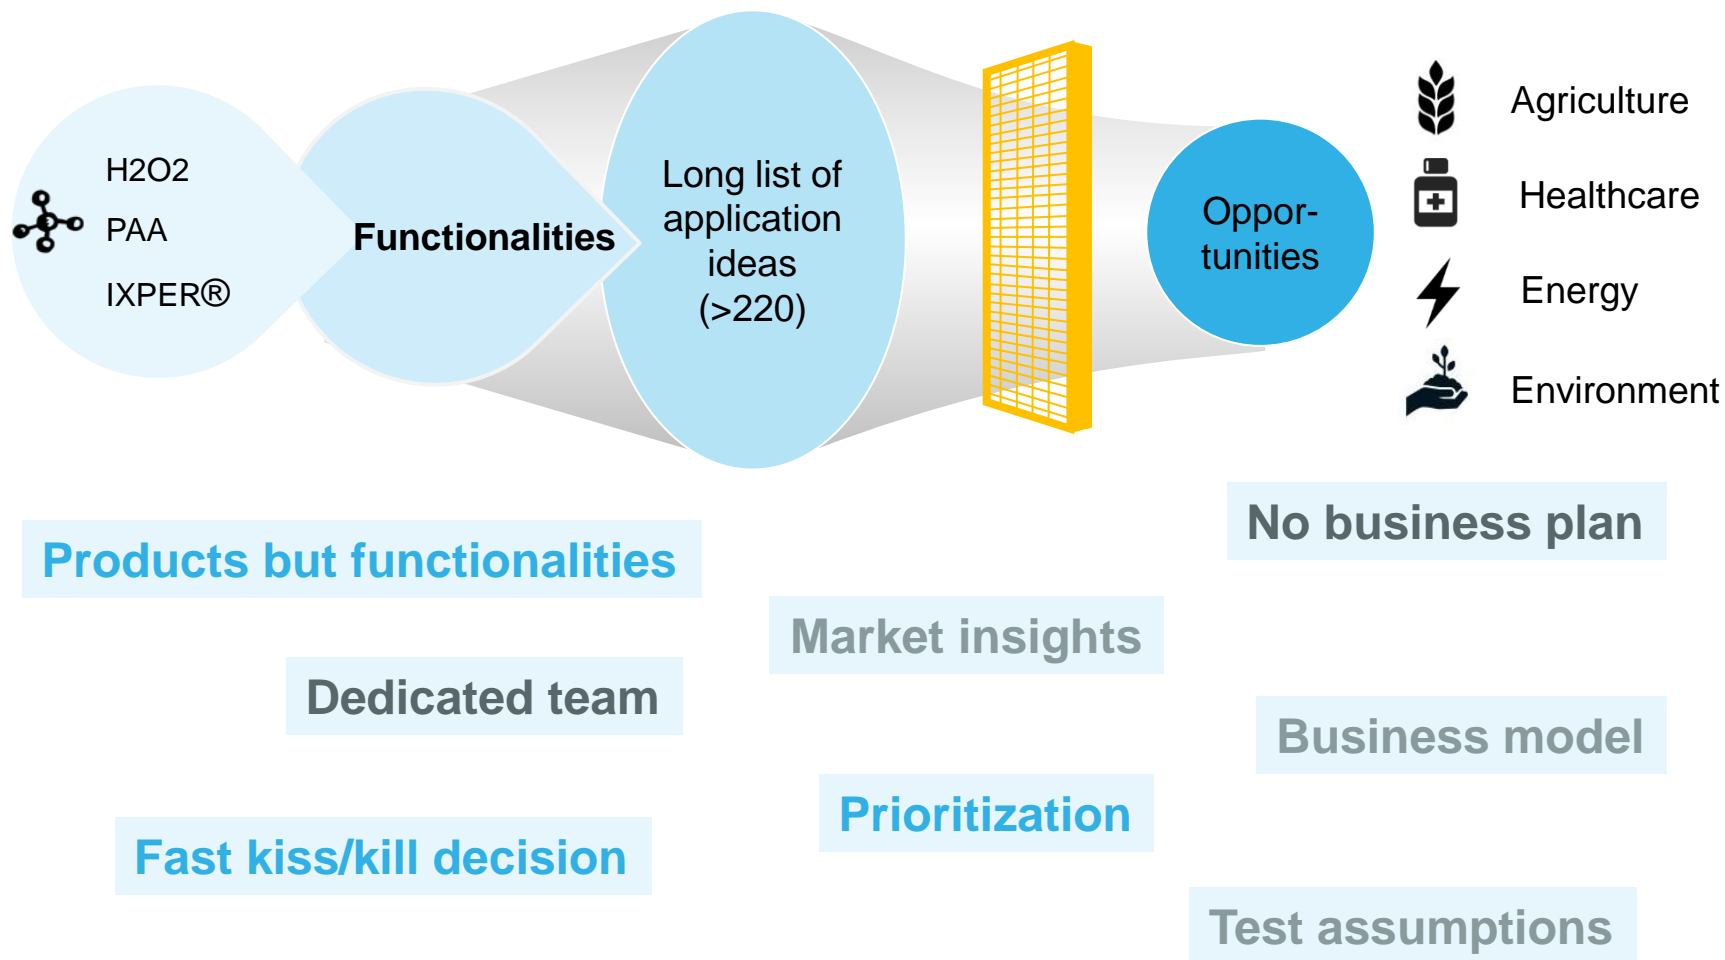 H2O2
PAA
IXPER®
Functionalities
Long list of
application
ideas
(>220)
Oppor-
tunities
Agriculture
Healthcare
Energy
Environment
No business plan
Products but functionalities
Market insights
Dedicated team
Business model
Prioritization
Fast kiss/kill decision
Test assumptions